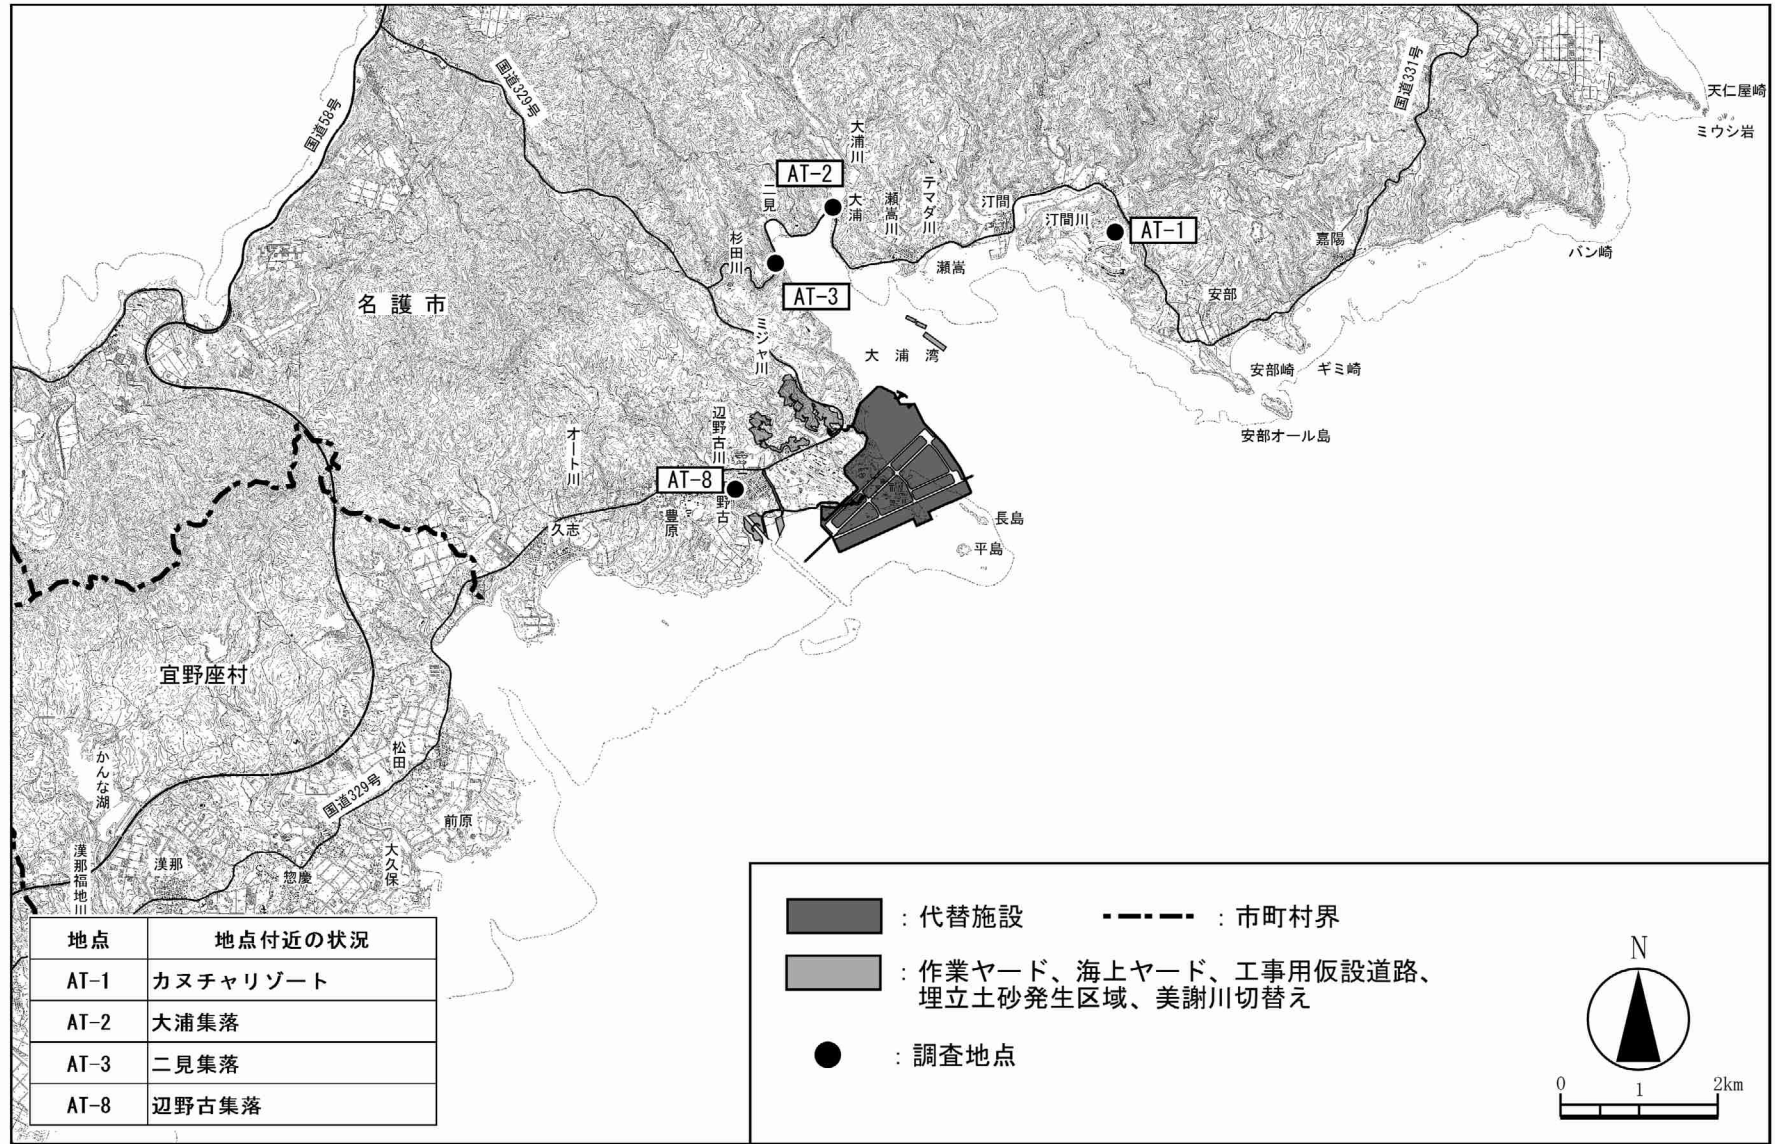 国道58号
国道329号
国道331号
天仁屋崎
ミウシ岩
バン崎
大浦川
AT-2
二見
大浦
瀬嵩川
テマダ川
汀間
汀間川
AT-1
嘉陽
杉田川
AT-3
瀬嵩
安部
名護市
ミジャ川
大浦湾
安部崎
ギミ崎
安部オール島
辺野古川
オート川
AT-8
野古
豊原
久志
長島
平島
宜野座村
かんな湖
松田
国道329号
前原
漢那福地川
漢那
惣慶
大久保
地点 地点付近の状況
AT-1 カヌチャリゾート
AT-2 大浦集落
AT-3 二見集落
AT-8 辺野古集落
：代替施設
：市町村界
：作業ヤード、海上ヤード、工事用仮設道路、
埋立土砂発生区域、美謝川切替え
：調査地点
N
0 1 2km